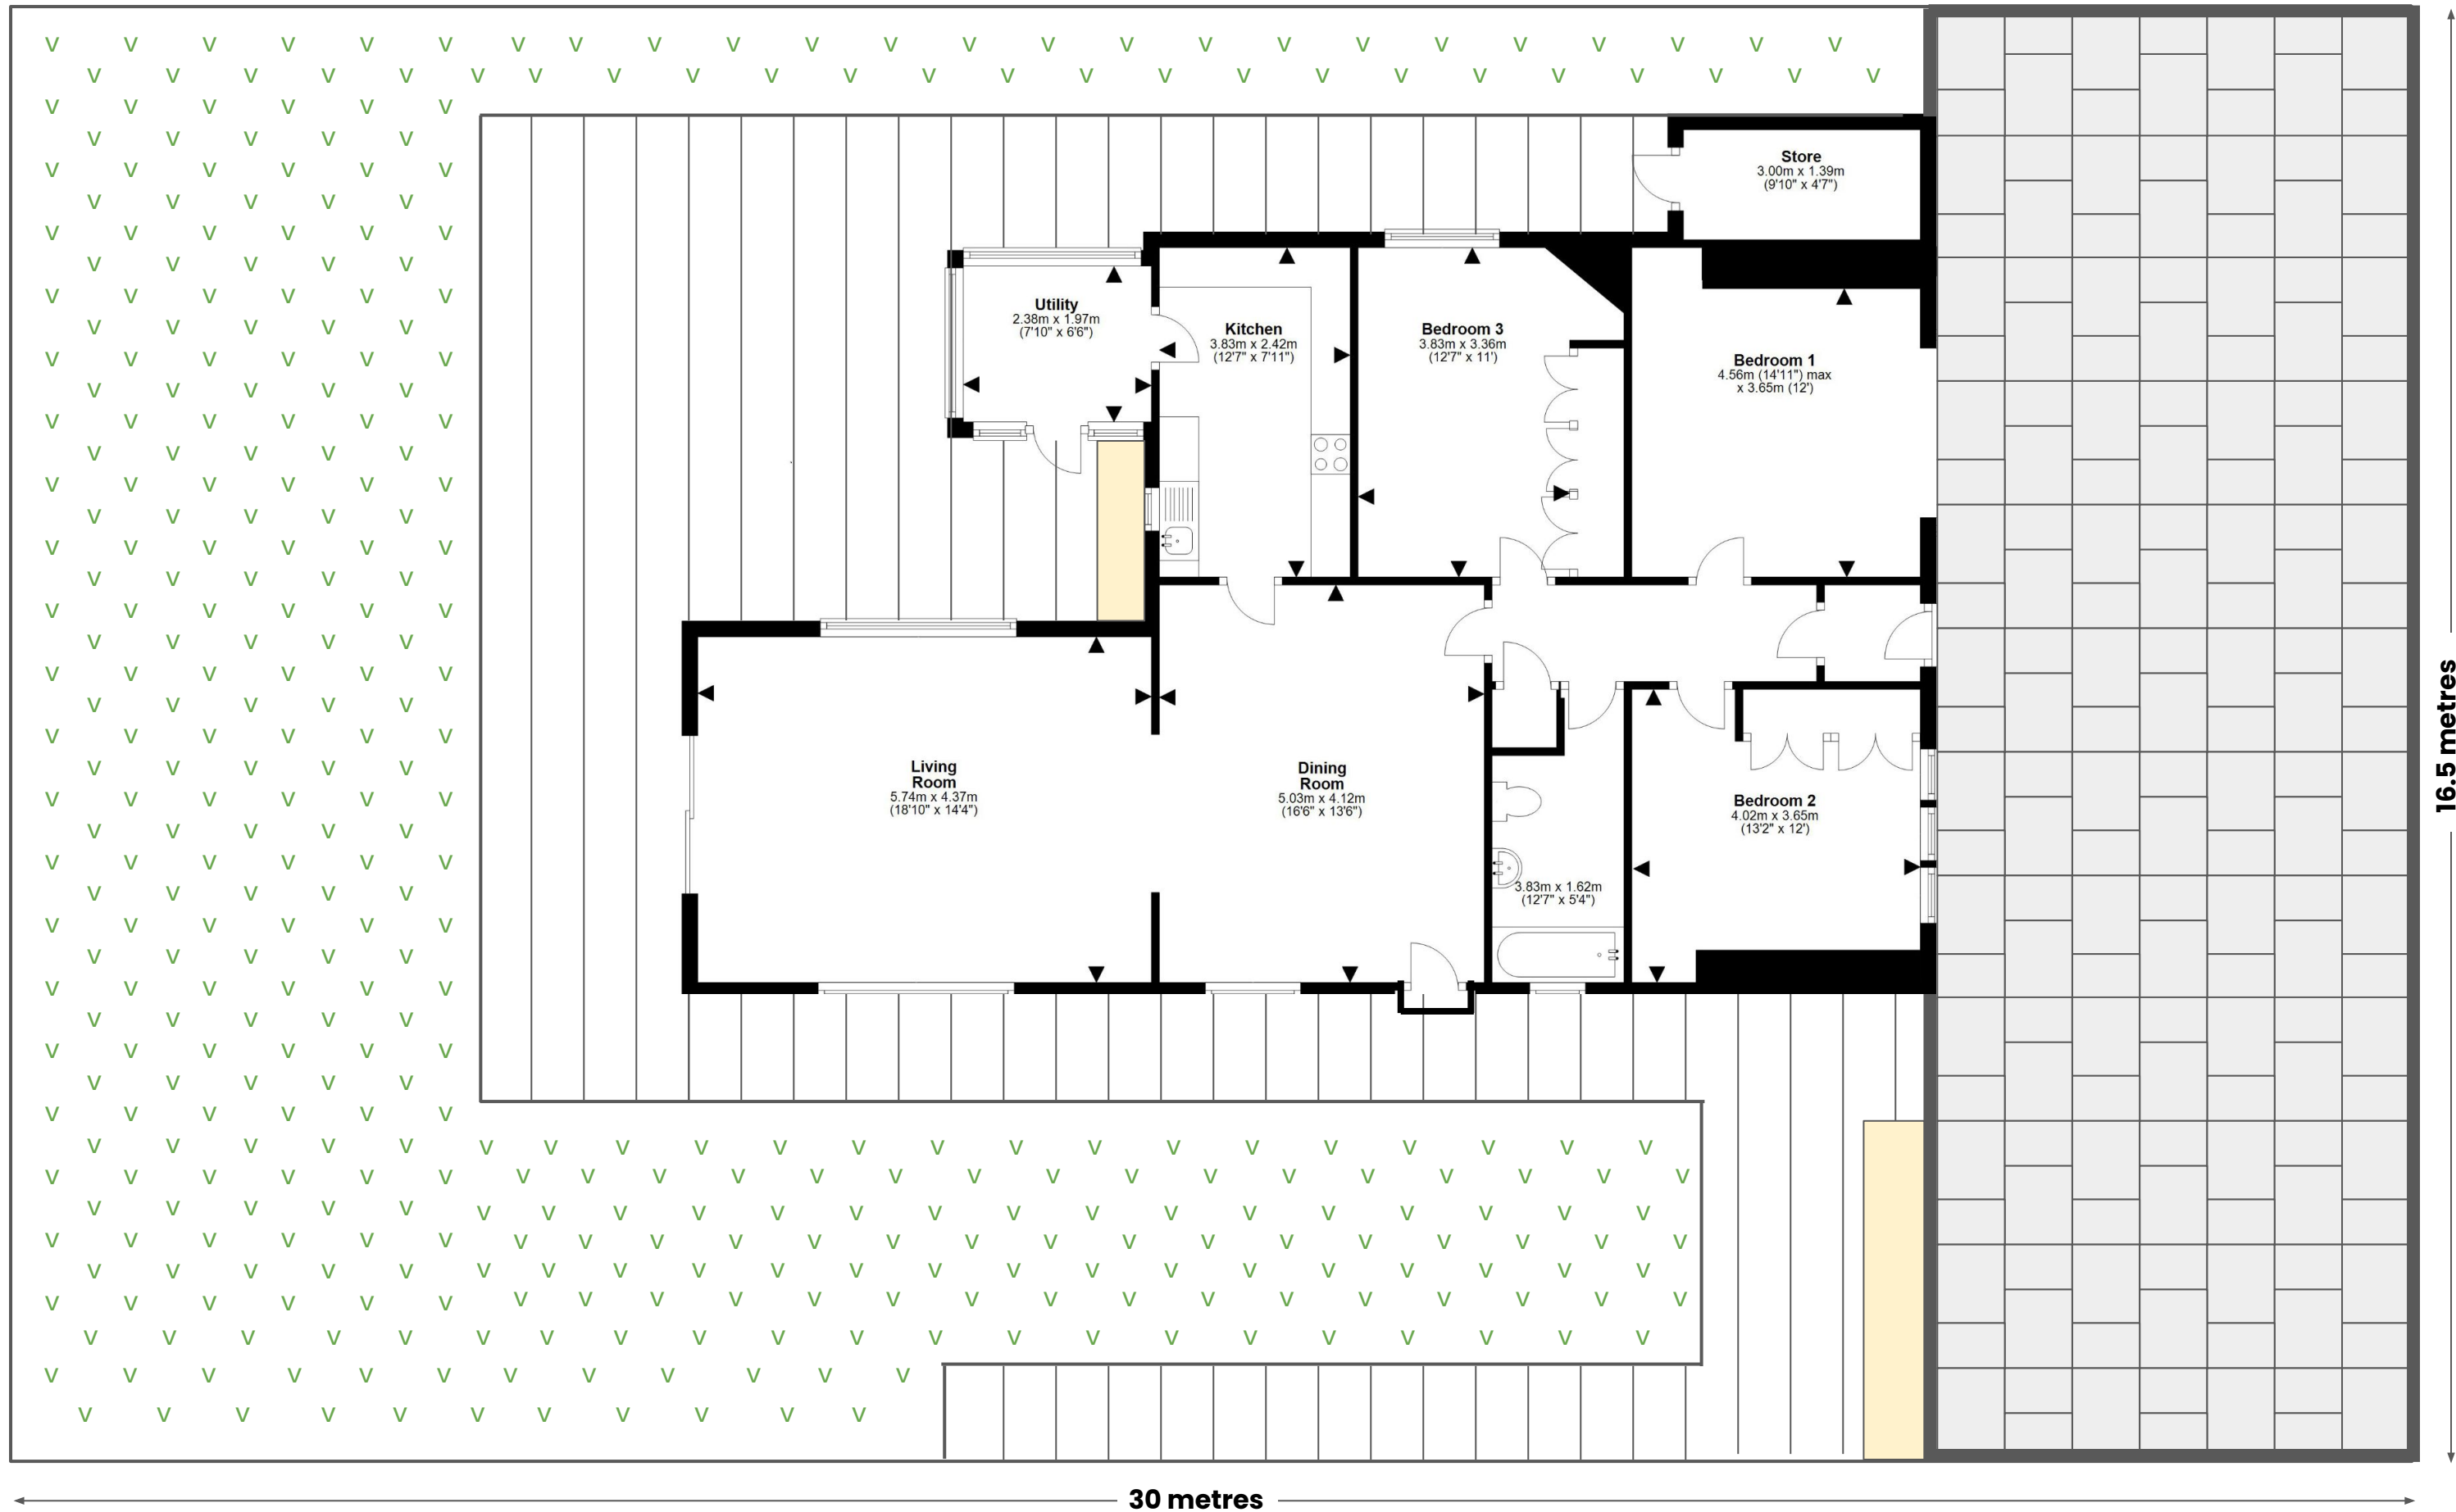 Store
3.00m x 1.39m
(9'10" x 4'7")
Utility
2.38m x 1.97m
(7'10" x 6'6")
Kitchen
3.83m x 2.42m
(12'7" x 7'11")
Bedroom 3
3.83m x 3.36m
(12'7" x 11')
Bedroom 1
4.56m (14'11") max
x 3.65m (12')
Living
Room
5.74m x 4.37m
(18'10" x 14'4")
Dining
Room
5.03m x 4.12m
(16'6" x 13'6")
3.83m x 1.62m
(12'7" x 5'4")
Bedroom 2
4.02m x 3.65m
(13'2" x 12')
16.5 metres
30 metres